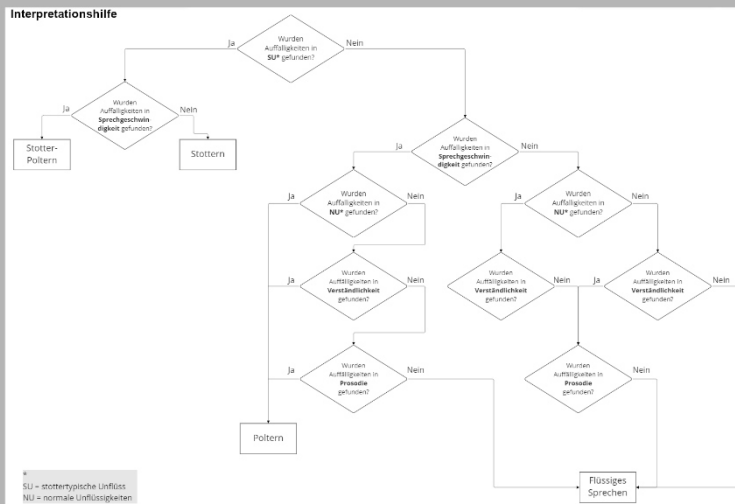 Interpretationshilfe
Wurden
Auffälligkeiten in
SU* gefunden?
Ja
Nein
Wurden
Auffälligkeiten in
Sprechgeschwin
digkeit gefunden?
Ja
Nein
Stotter-
Poltern
Stottern
Wurden
Auffälligkeiten in
Sprechgeschwin-
digkeit gefunden?
Ja
Nein
Wurden
Auffälligkeiten in
NU* gefunden?
Ja
Nein
Wurden
Auffälligkeiten in
NU* gefunden?
Ja
Nein
Wurden
Auffälligkeiten in
Verständlichkeit
gefunden?
Ja
Nein
Wurden
Auffälligkeiten in
Verständlichkeit
gefunden?
Nein
Wurden
Auffälligkeiten in
Verständlichkeit
gefunden?
Ja
Nein
Wurden
Auffälligkeiten in
Prosodie
gefunden?
Ja
Nein
Wurden
Auffälligkeiten in
Prosodie
gefunden?
Nein
Poltern
Flüssiges
Sprechen
*
SU – stottertypische Unflüss
NU = normale Unflüssigkeiten